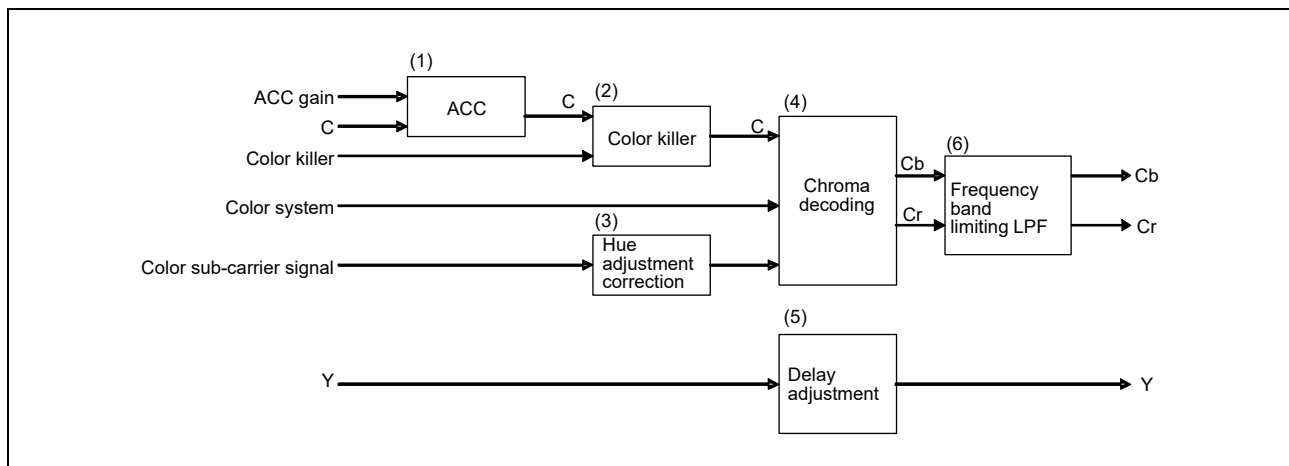 (1)
ACC gain
ACC
C
C
(2)
Color killer
Color killer
C
(4)
Chroma
decoding
Color system
(3)
Hue
adjustment
correction
Color sub-carrier signal
Cb
Cr
(6)
Frequency
band
limiting LPF
Cb
Cr
(5)
Y
Delay
adjustment
Y